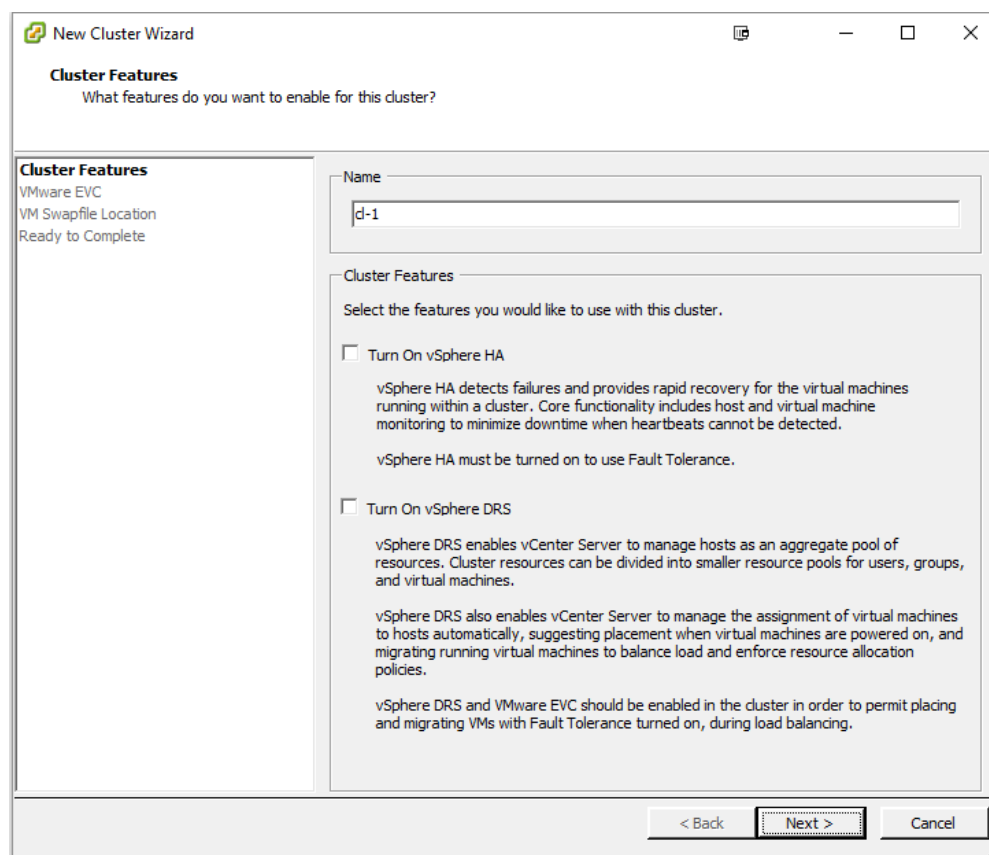 New Cluster Wizard
Cluster Features
What features do you want to enable for this cluster?
Cluster Features
VMware EVC
VM Swapfile Location
Ready to Complete
Name
cl-1
Cluster Features
Select the features you would like to use with this cluster.
Turn On vSphere HA
vSphere HA detects failures and provides rapid recovery for the virtual machines
running within a cluster. Core functionality includes host and virtual machine
monitoring to minimize downtime when heartbeats cannot be detected.
vSphere HA must be turned on to use Fault Tolerance.
Turn On vSphere DRS
vSphere DRS enables vCenter Server to manage hosts as an aggregate pool of
resources. Cluster resources can be divided into smaller resource pools for users, groups,
and virtual machines.
vSphere DRS also enables vCenter Server to manage the assignment of virtual machines
to hosts automatically, suggesting placement when virtual machines are powered on, and
migrating running virtual machines to balance load and enforce resource allocation
policies.
vSphere DRS and VMware EVC should be enabled in the cluster in order to permit placing
and migrating VMs with Fault Tolerance turned on, during load balancing.
< Back Next > Cancel